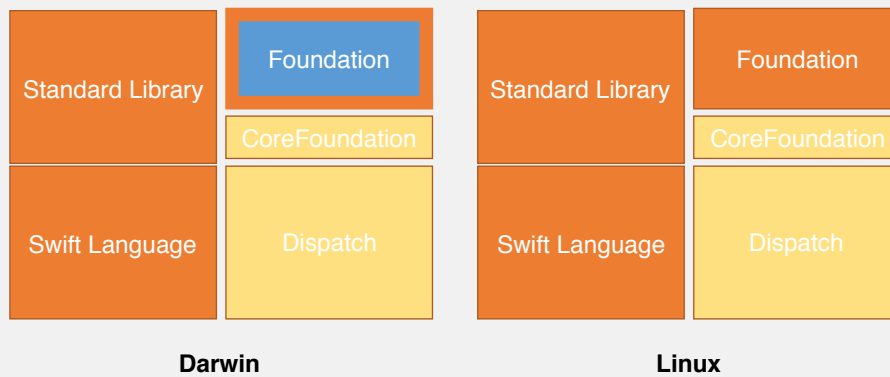 Standard Library
Foundation
CoreFoundation
Swift Language
Dispatch
Darwin
Standard Library
Foundation
CoreFoundation
Swift Language
Dispatch
Linux